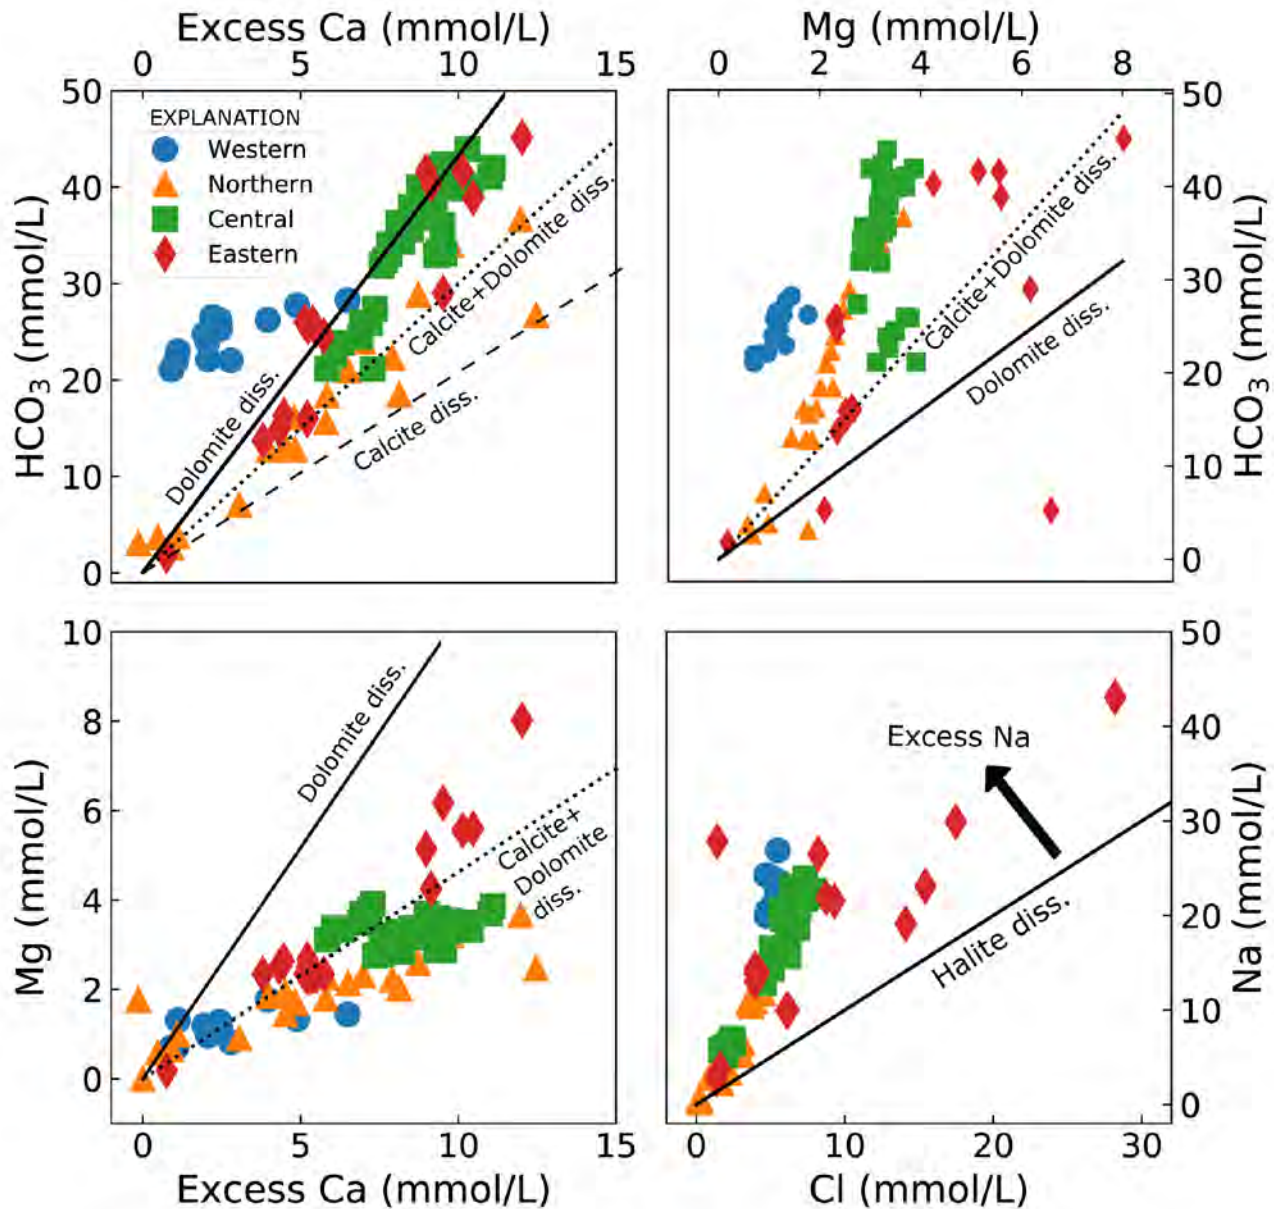 Excess Ca (mmol/L)
0 5 10 15
Mg (mmol/L)
0 2 4 6 8
HCO3 (mmol/L)
50
40
30
20
10
0
EXPLANATION
Western
Northern
Central
Eastern
Dolomite diss.
Calcite+Dolomite diss.
Calcite diss.
Calcite+Dolomite diss.
Dolomite diss.
50
40
30
20
10
0
HCO3 (mmol/L)
Mg (mmol/L)
10
8
6
4
2
0
Dolomite diss.
Calcite+
Dolomite
diss.
0 5 10 15
Excess Ca (mmol/L)
Excess Na
Halite diss.
50
40
30
20
10
0
Na (mmol/L)
0 10 20 30
Cl (mmol/L)